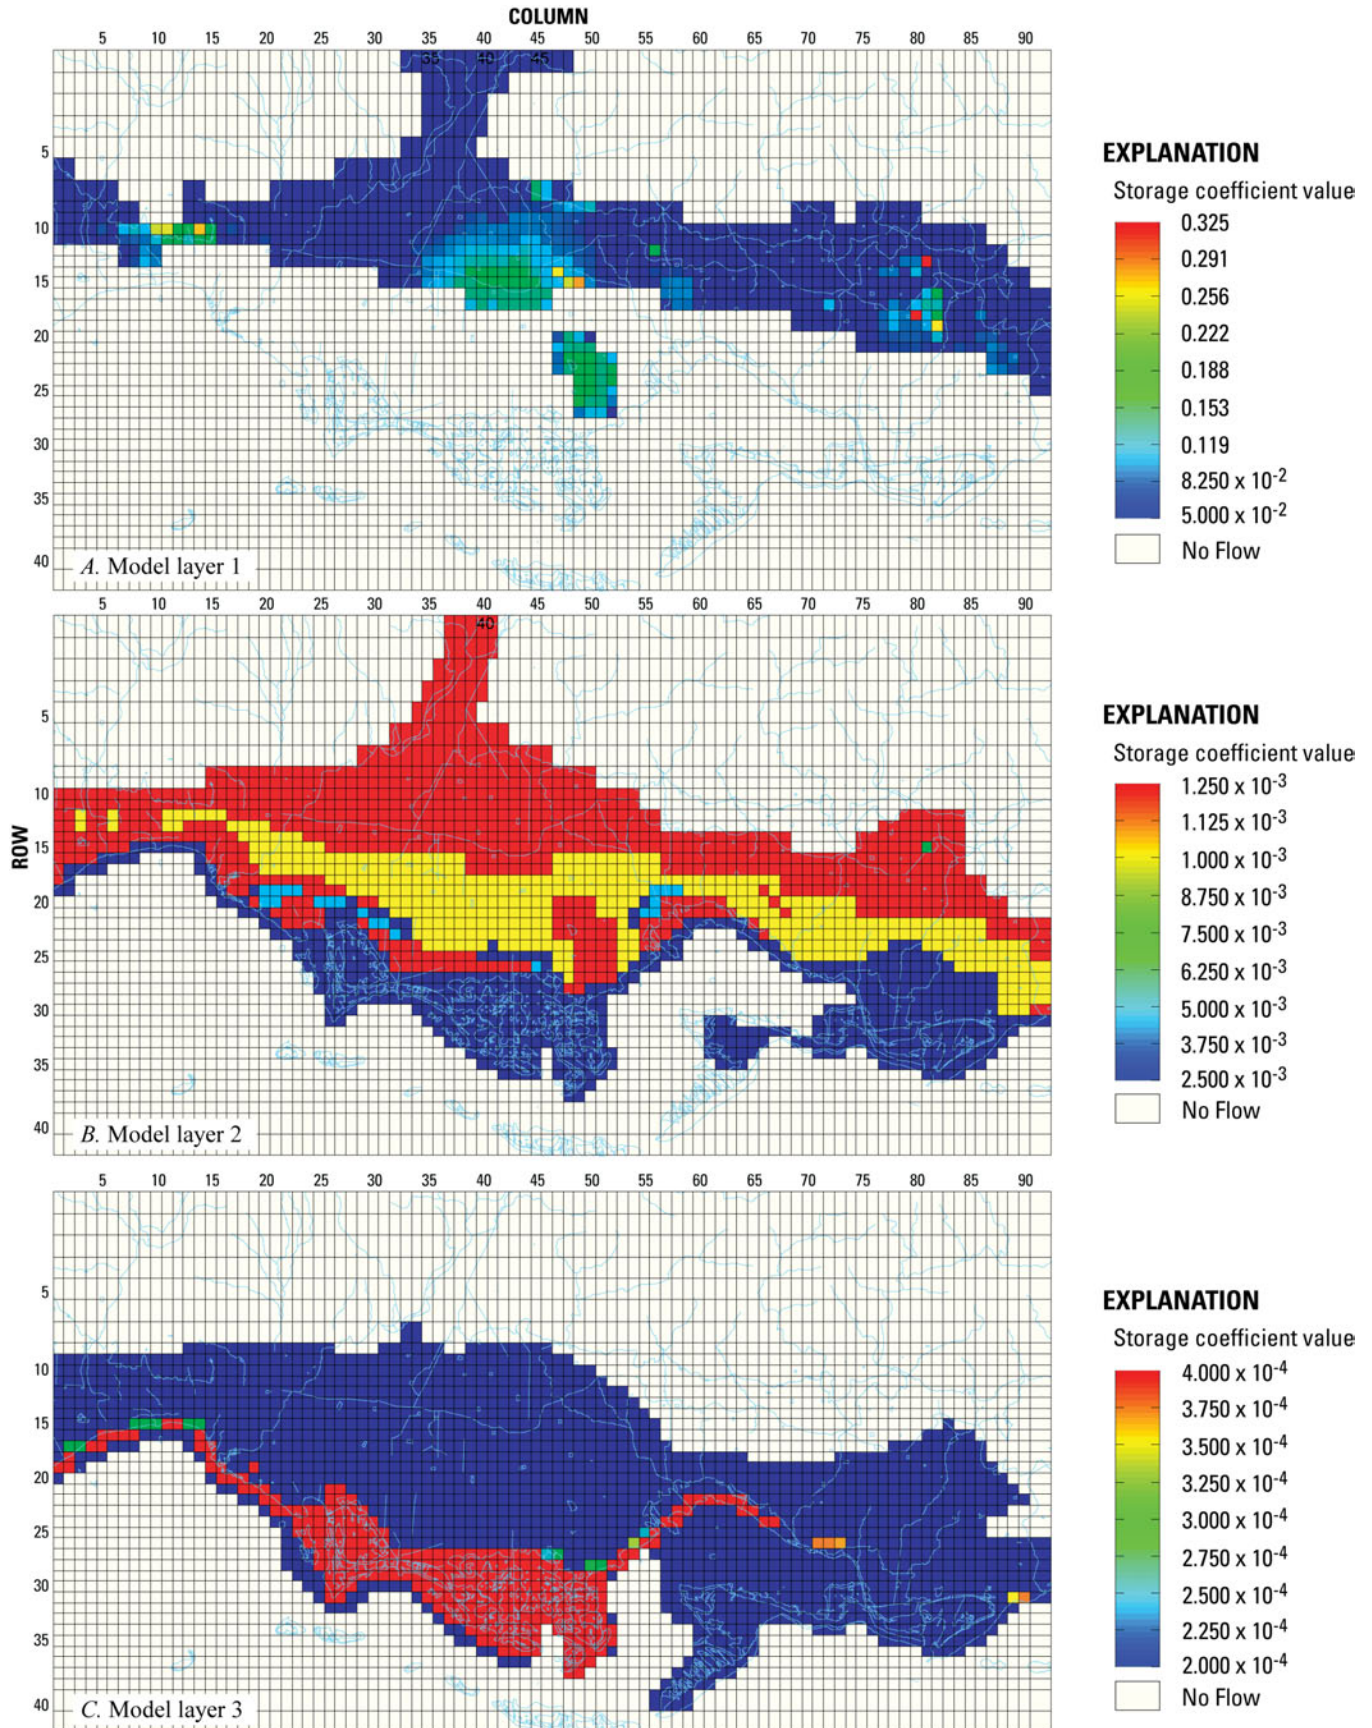 COLUMN
5 10 15 20 25 30 35 40 45 50 55 60 65 70 75 80 85 90
35 40 45
5
10
15
20
25
30
35
40
A. Model layer 1
EXPLANATION
Storage coefficient value
0.325
0.291
0.256
0.222
0.188
0.153
0.119
8.250 x 10-2
5.000 x 10-2
No Flow
5 10 15 20 25 30 35 40 45 50 55 60 65 70 75 80 85 90
40
ROW
5
10
15
20
25
30
35
40
B. Model layer 2
EXPLANATION
Storage coefficient value
1.250 x 10-3
1.125 x 10-3
1.000 x 10-3
8.750 x 10-3
7.500 x 10-3
6.250 x 10-3
5.000 x 10-3
3.750 x 10-3
2.500 x 10-3
No Flow
5 10 15 20 25 30 35 40 45 50 55 60 65 70 75 80 85 90
5
10
15
20
25
30
35
40
C. Model layer 3
EXPLANATION
Storage coefficient value
4.000 x 10-4
3.750 x 10-4
3.500 x 10-4
3.250 x 10-4
3.000 x 10-4
2.750 x 10-4
2.500 x 10-4
2.250 x 10-4
2.000 x 10-4
No Flow